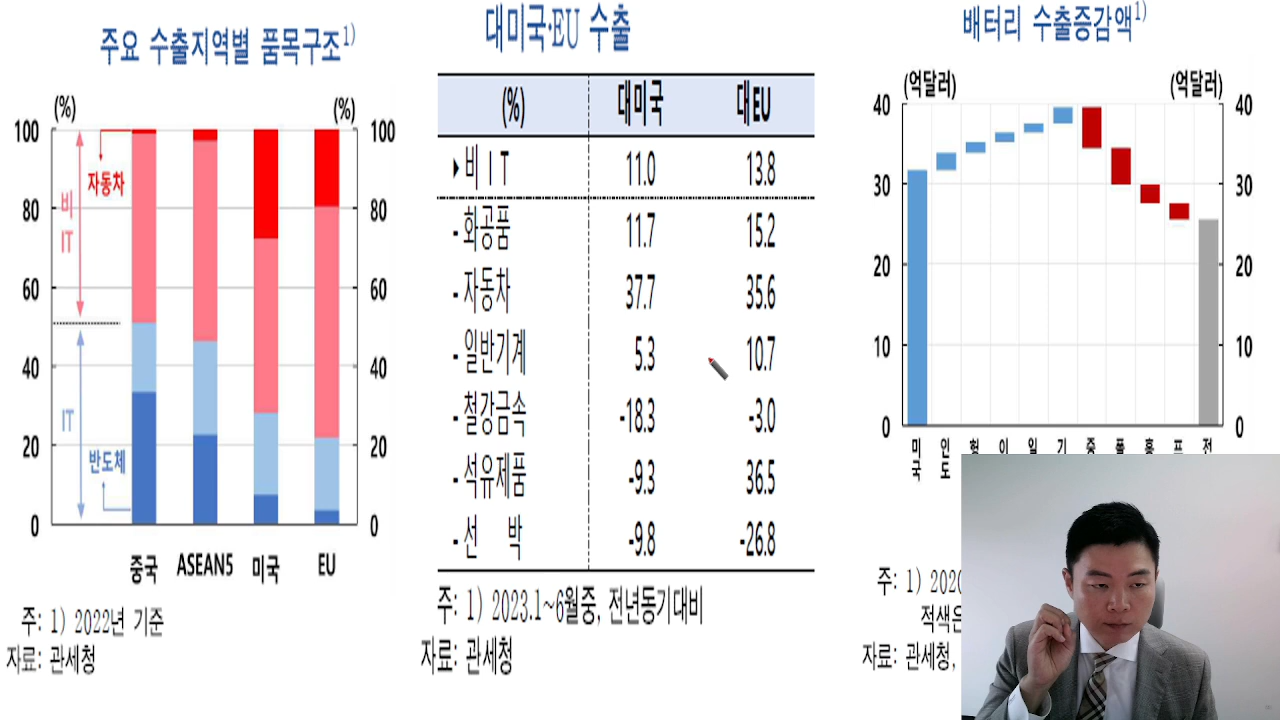 주요 수출지역별 품목구조1)
(%) (%)
100 100
80 80
60 60
40 40
20 20
0 0
자동차
비
IT
IT
반도체
중국 ASEAN5 미국 EU
주: 1) 2022년 기준
자료: 관세청
대미국·EU 수출
(%) 대미국 대EU
비 I T 11.0 13.8
- 화공품 11.7 15.2
- 자동차 37.7 35.6
- 일반기계 5.3 10.7
- 철강금속 -18.3 -3.0
- 석유제품 -9.3 36.5
- 선 박 -9.8 -26.8
주: 1) 2023.1~6월중, 전년동기대비
자료: 관세청
배터리 수출증감액1)
(억달러) (억달러)
40 40
30 30
20 20
10 10
0 0
미국 인도
주: 1) 2020
적색은
자료: 관세청,